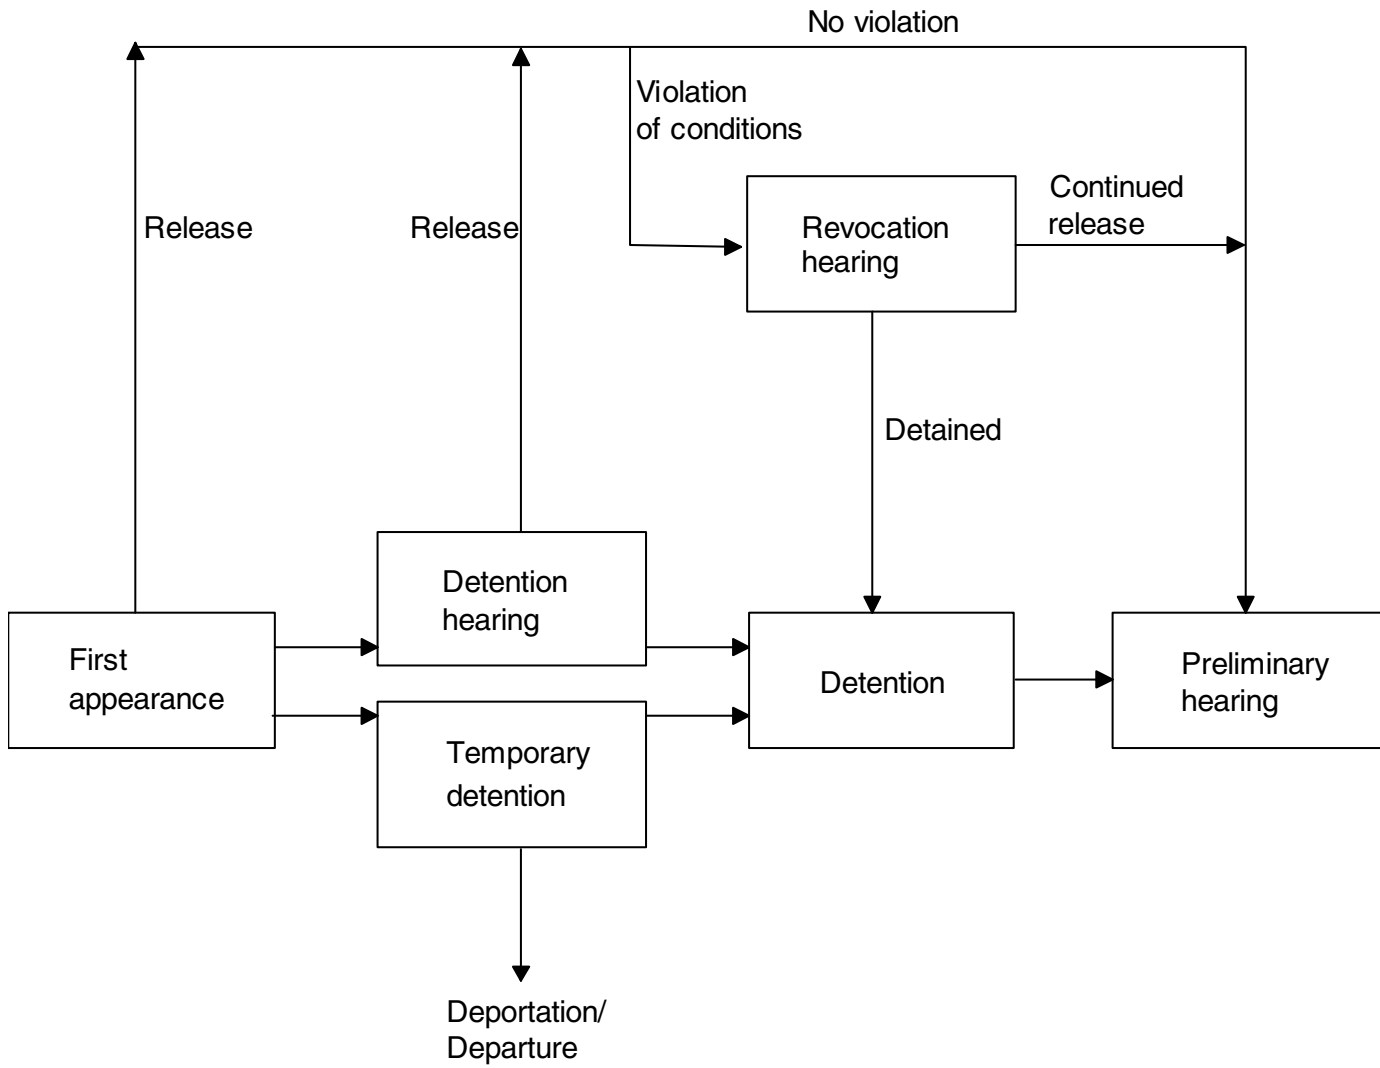 No violation
Violation
of conditions
Continued
release
Release
Release
Revocation
hearing
Detained
Detention
hearing
First
appearance
Detention
Preliminary
hearing
Temporary
detention
Deportation/
Departure